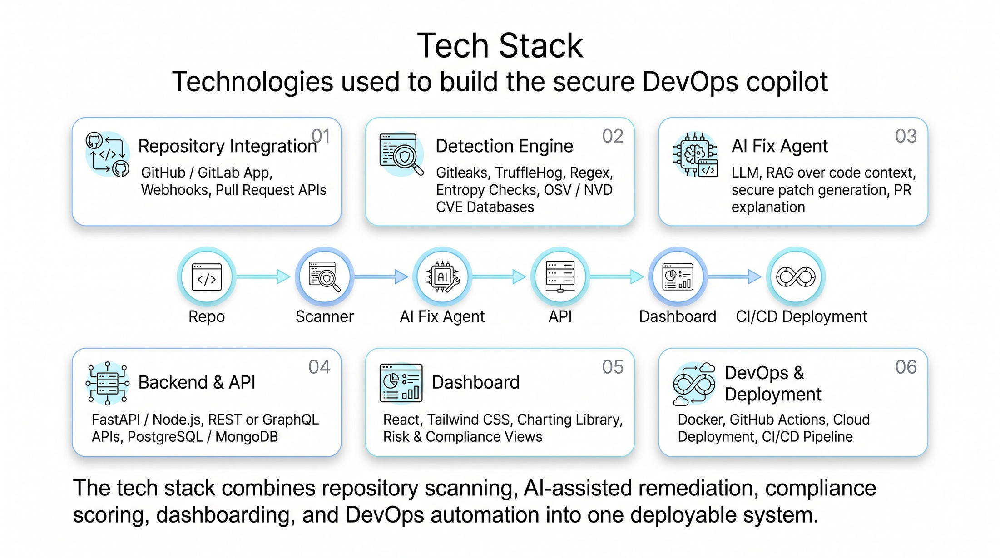 Tech Stack
Technologies used to build the secure DevOps copilot
01
Repository Integration
GitHub / GitLab App,
Webhooks, Pull Request APIs
</>
02
Detection Engine
Gitleaks, TruffleHog, Regex,
Entropy Checks, OSV / NVD
CVE Databases
03
AI Fix Agent
LLM, RAG over code context,
secure patch generation, PR
explanation
</>
</>
AI
Repo
Scanner
AI Fix Agent
API
Dashboard
CI/CD Deployment
04
Backend & API
FastAPI / Node.js, REST or GraphQL
APIs, PostgreSQL / MongoDB
05
Dashboard
React, Tailwind CSS, Charting Library,
Risk & Compliance Views
06
DevOps &
Deployment
Docker, GitHub Actions, Cloud
Deployment, CI/CD Pipeline
The tech stack combines repository scanning, AI-assisted remediation, compliance
scoring, dashboarding, and DevOps automation into one deployable system.